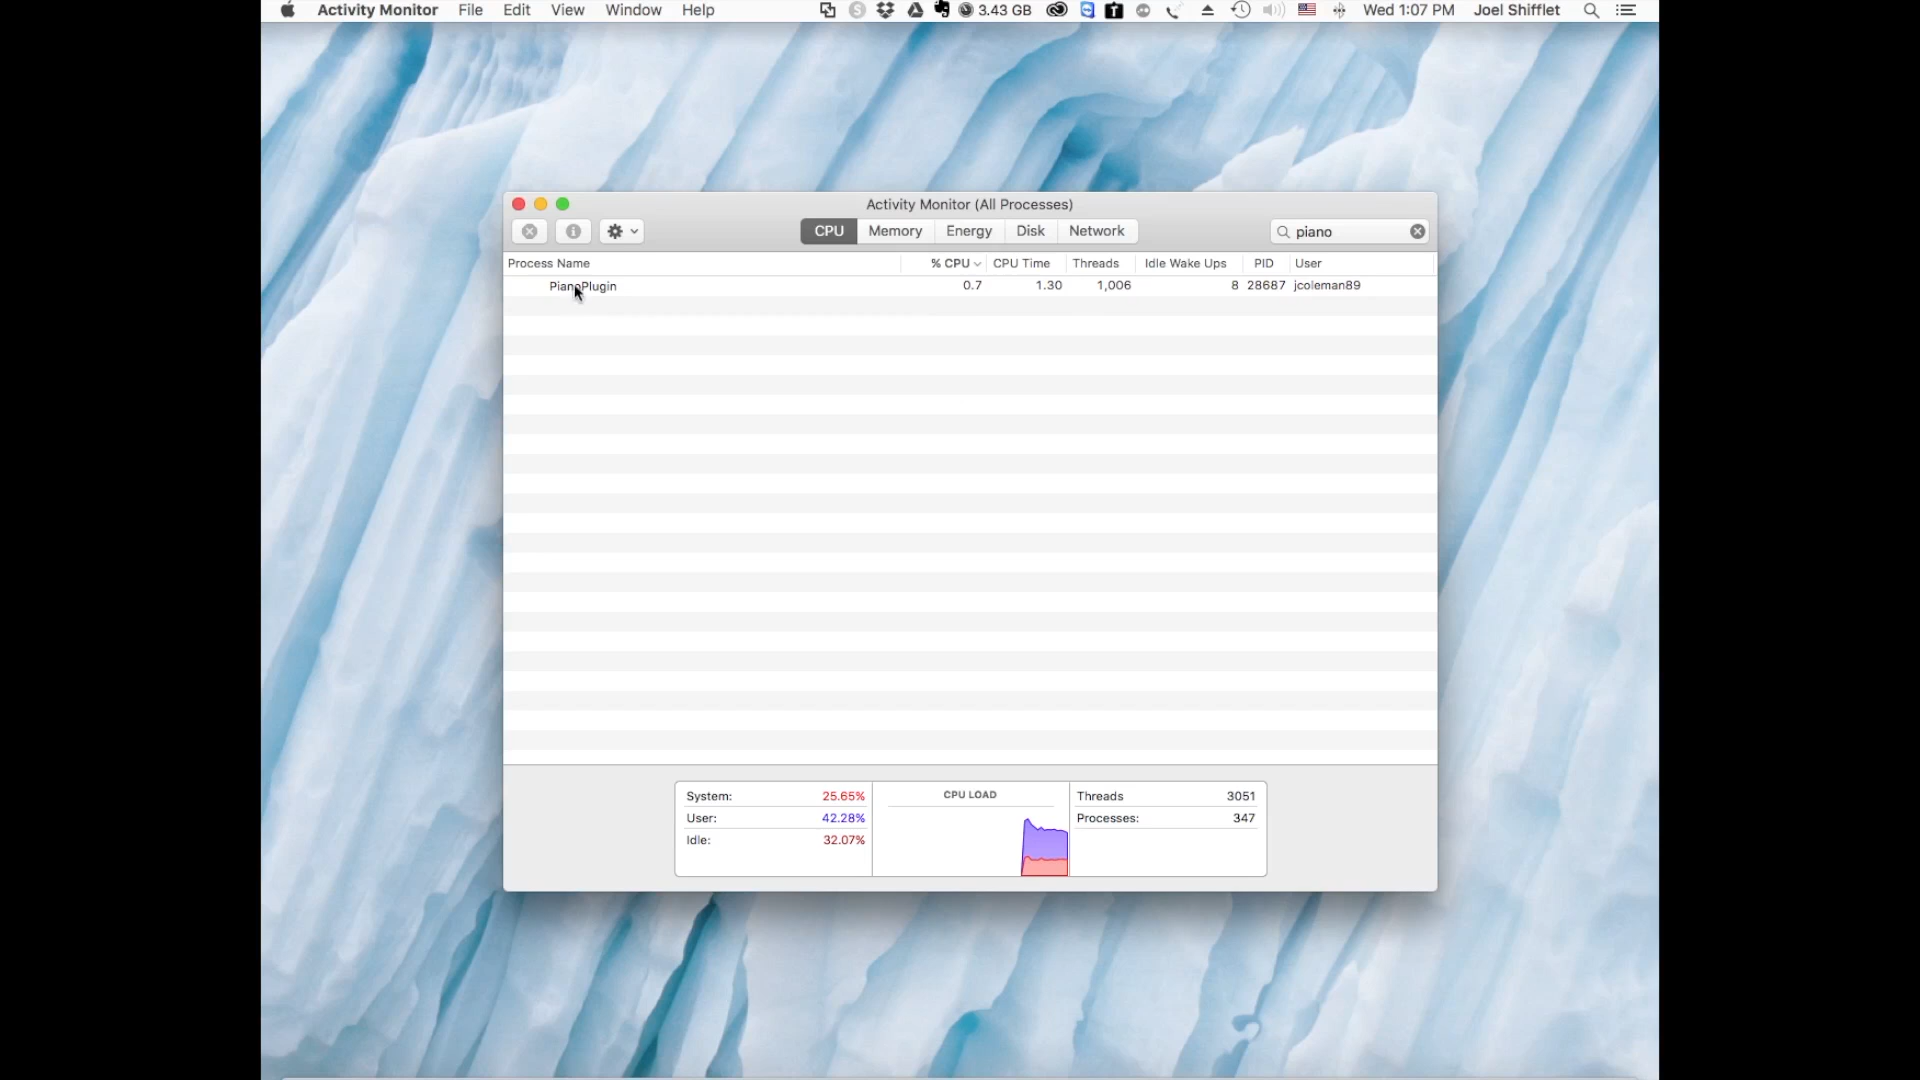 Activity Monitor File Edit View Window Help 3.43 GB Wed 1:07 PM Joel Shifflet
Activity Monitor (All Processes)
CPU Memory Energy Disk Network piano
Process Name % CPU CPU Time Threads Idle Wake Ups PID User
PianoPlugin 0.7 1.30 1,006 8 28687 jcoleman89
System: 25.65% CPU LOAD Threads 3051
User: 42.28% Processes: 347
Idle: 32.07%